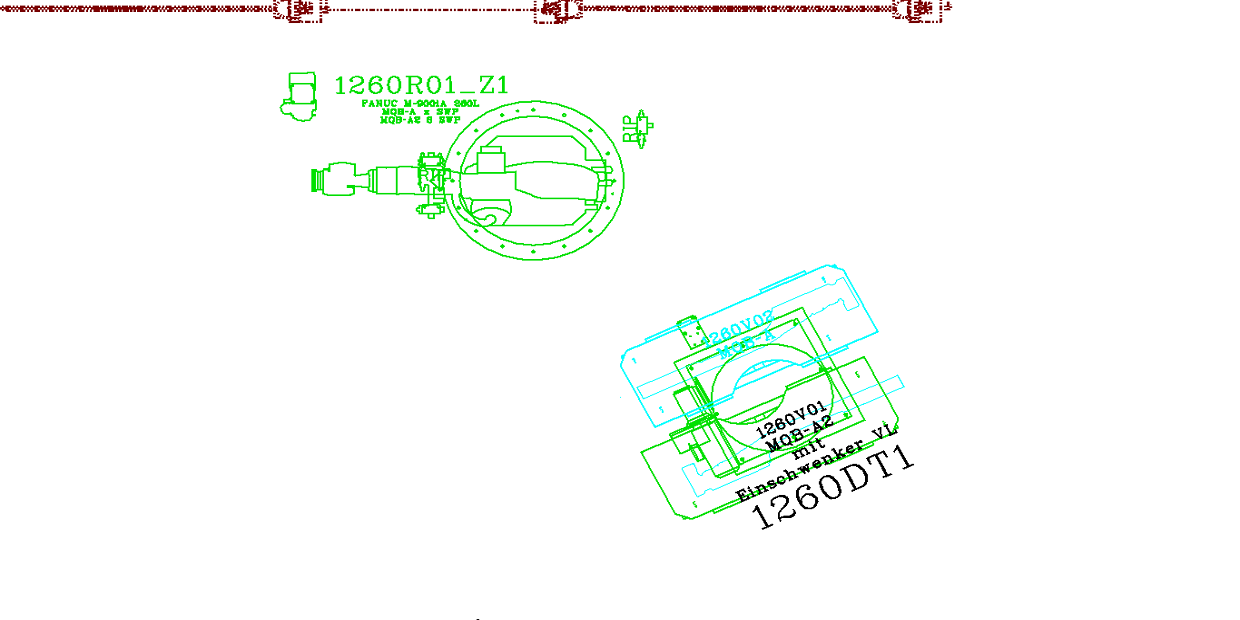 1260R01_Z1
FANUC M-900iA 260L
MQB-A x SWP
MQB-A2 8 SWP
RIP
1260V02
MQB-A
1260V01
MQB-A2
mit
Einschwenker VL
1260DT1